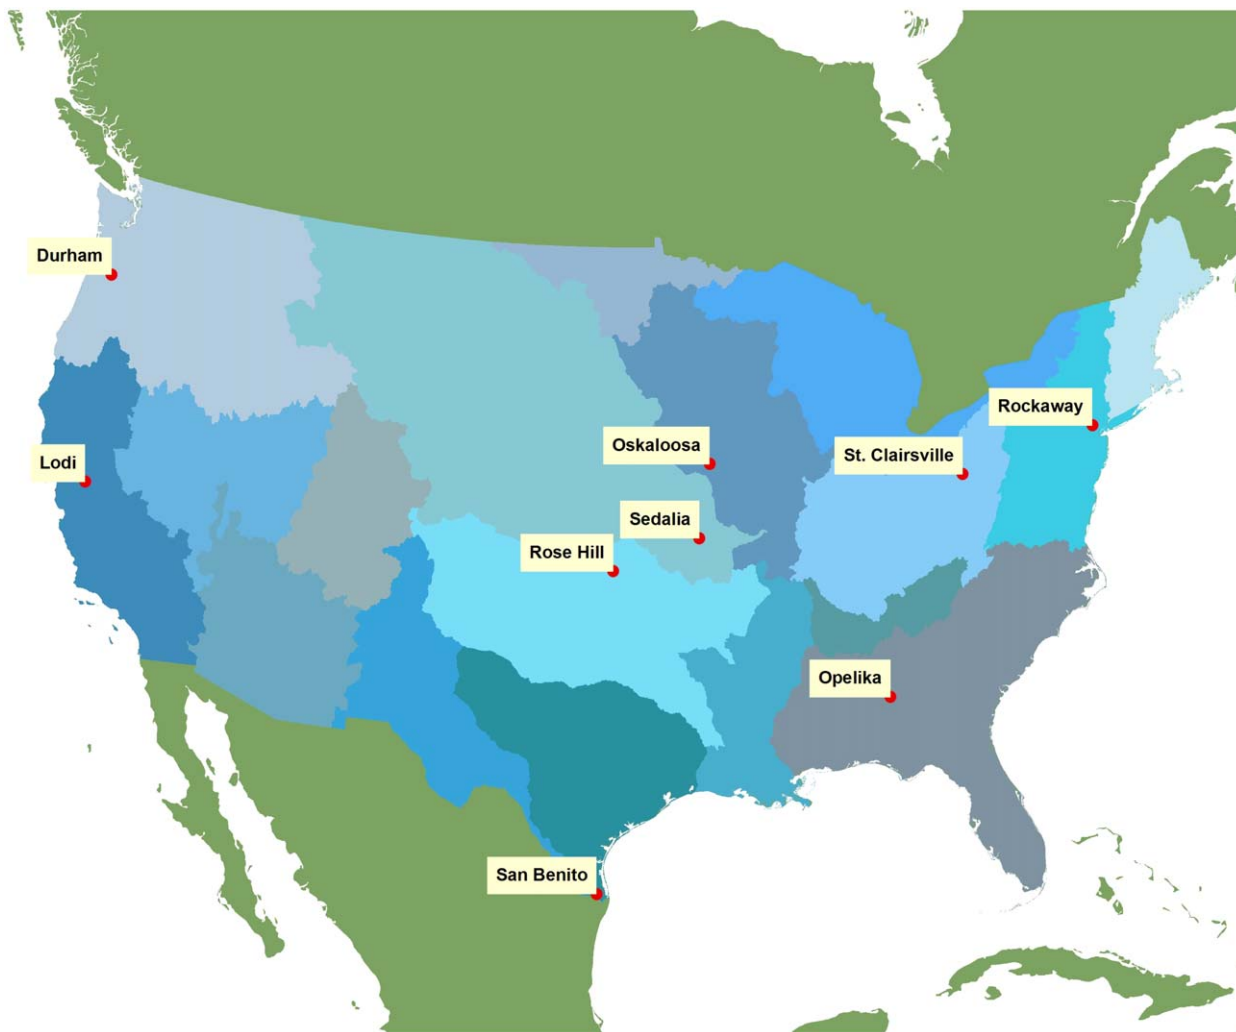 Durham
Rockaway
Oskaloosa
St. Clairsville
Lodi
Sedalia
Rose Hill
Opelika
San Benito